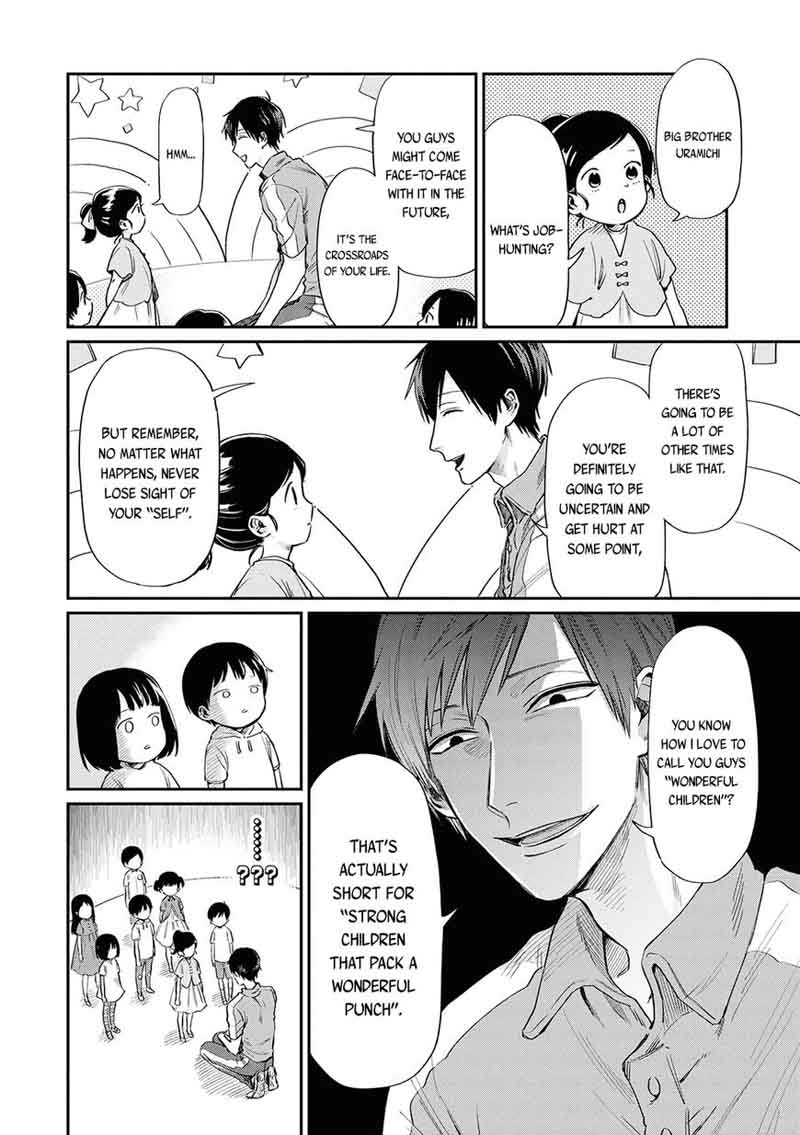 BIG BROTHER
URAMICHI
WHAT'S JOB-
HUNTING?
HMM...
YOU GUYS
MIGHT COME
FACE-TO-FACE
WITH IT IN THE
FUTURE,
IT'S THE
CROSSROADS
OF YOUR LIFE.
THERE'S
GOING TO BE
A LOT OF
OTHER TIMES
LIKE THAT.
YOU'RE
DEFINITELY
GOING TO BE
UNCERTAIN AND
GET HURT AT
SOME POINT,
BUT REMEMBER,
NO MATTER WHAT
HAPPENS, NEVER
LOSE SIGHT OF
YOUR "SELF".
YOU KNOW
HOW I LOVE TO
CALL YOU GUYS
"WONDERFUL
CHILDREN"?
THAT'S
ACTUALLY
SHORT FOR
"STRONG
CHILDREN
THAT PACK A
WONDERFUL
PUNCH".
......
???